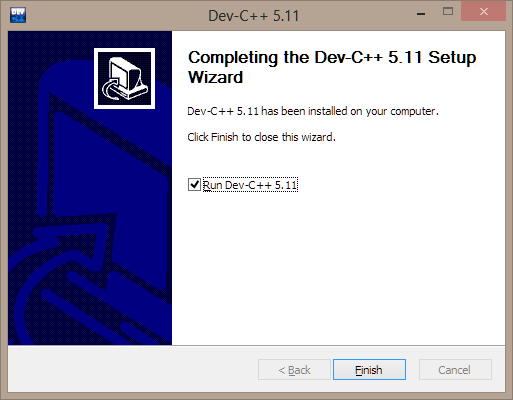 Dev-C++ 5.11
Completing the Dev-C++ 5.11 Setup
Wizard
Dev-C++ 5.11 has been installed on your computer.
Click Finish to close this wizard.
Run Dev-C++ 5.11
< Back
Finish
Cancel